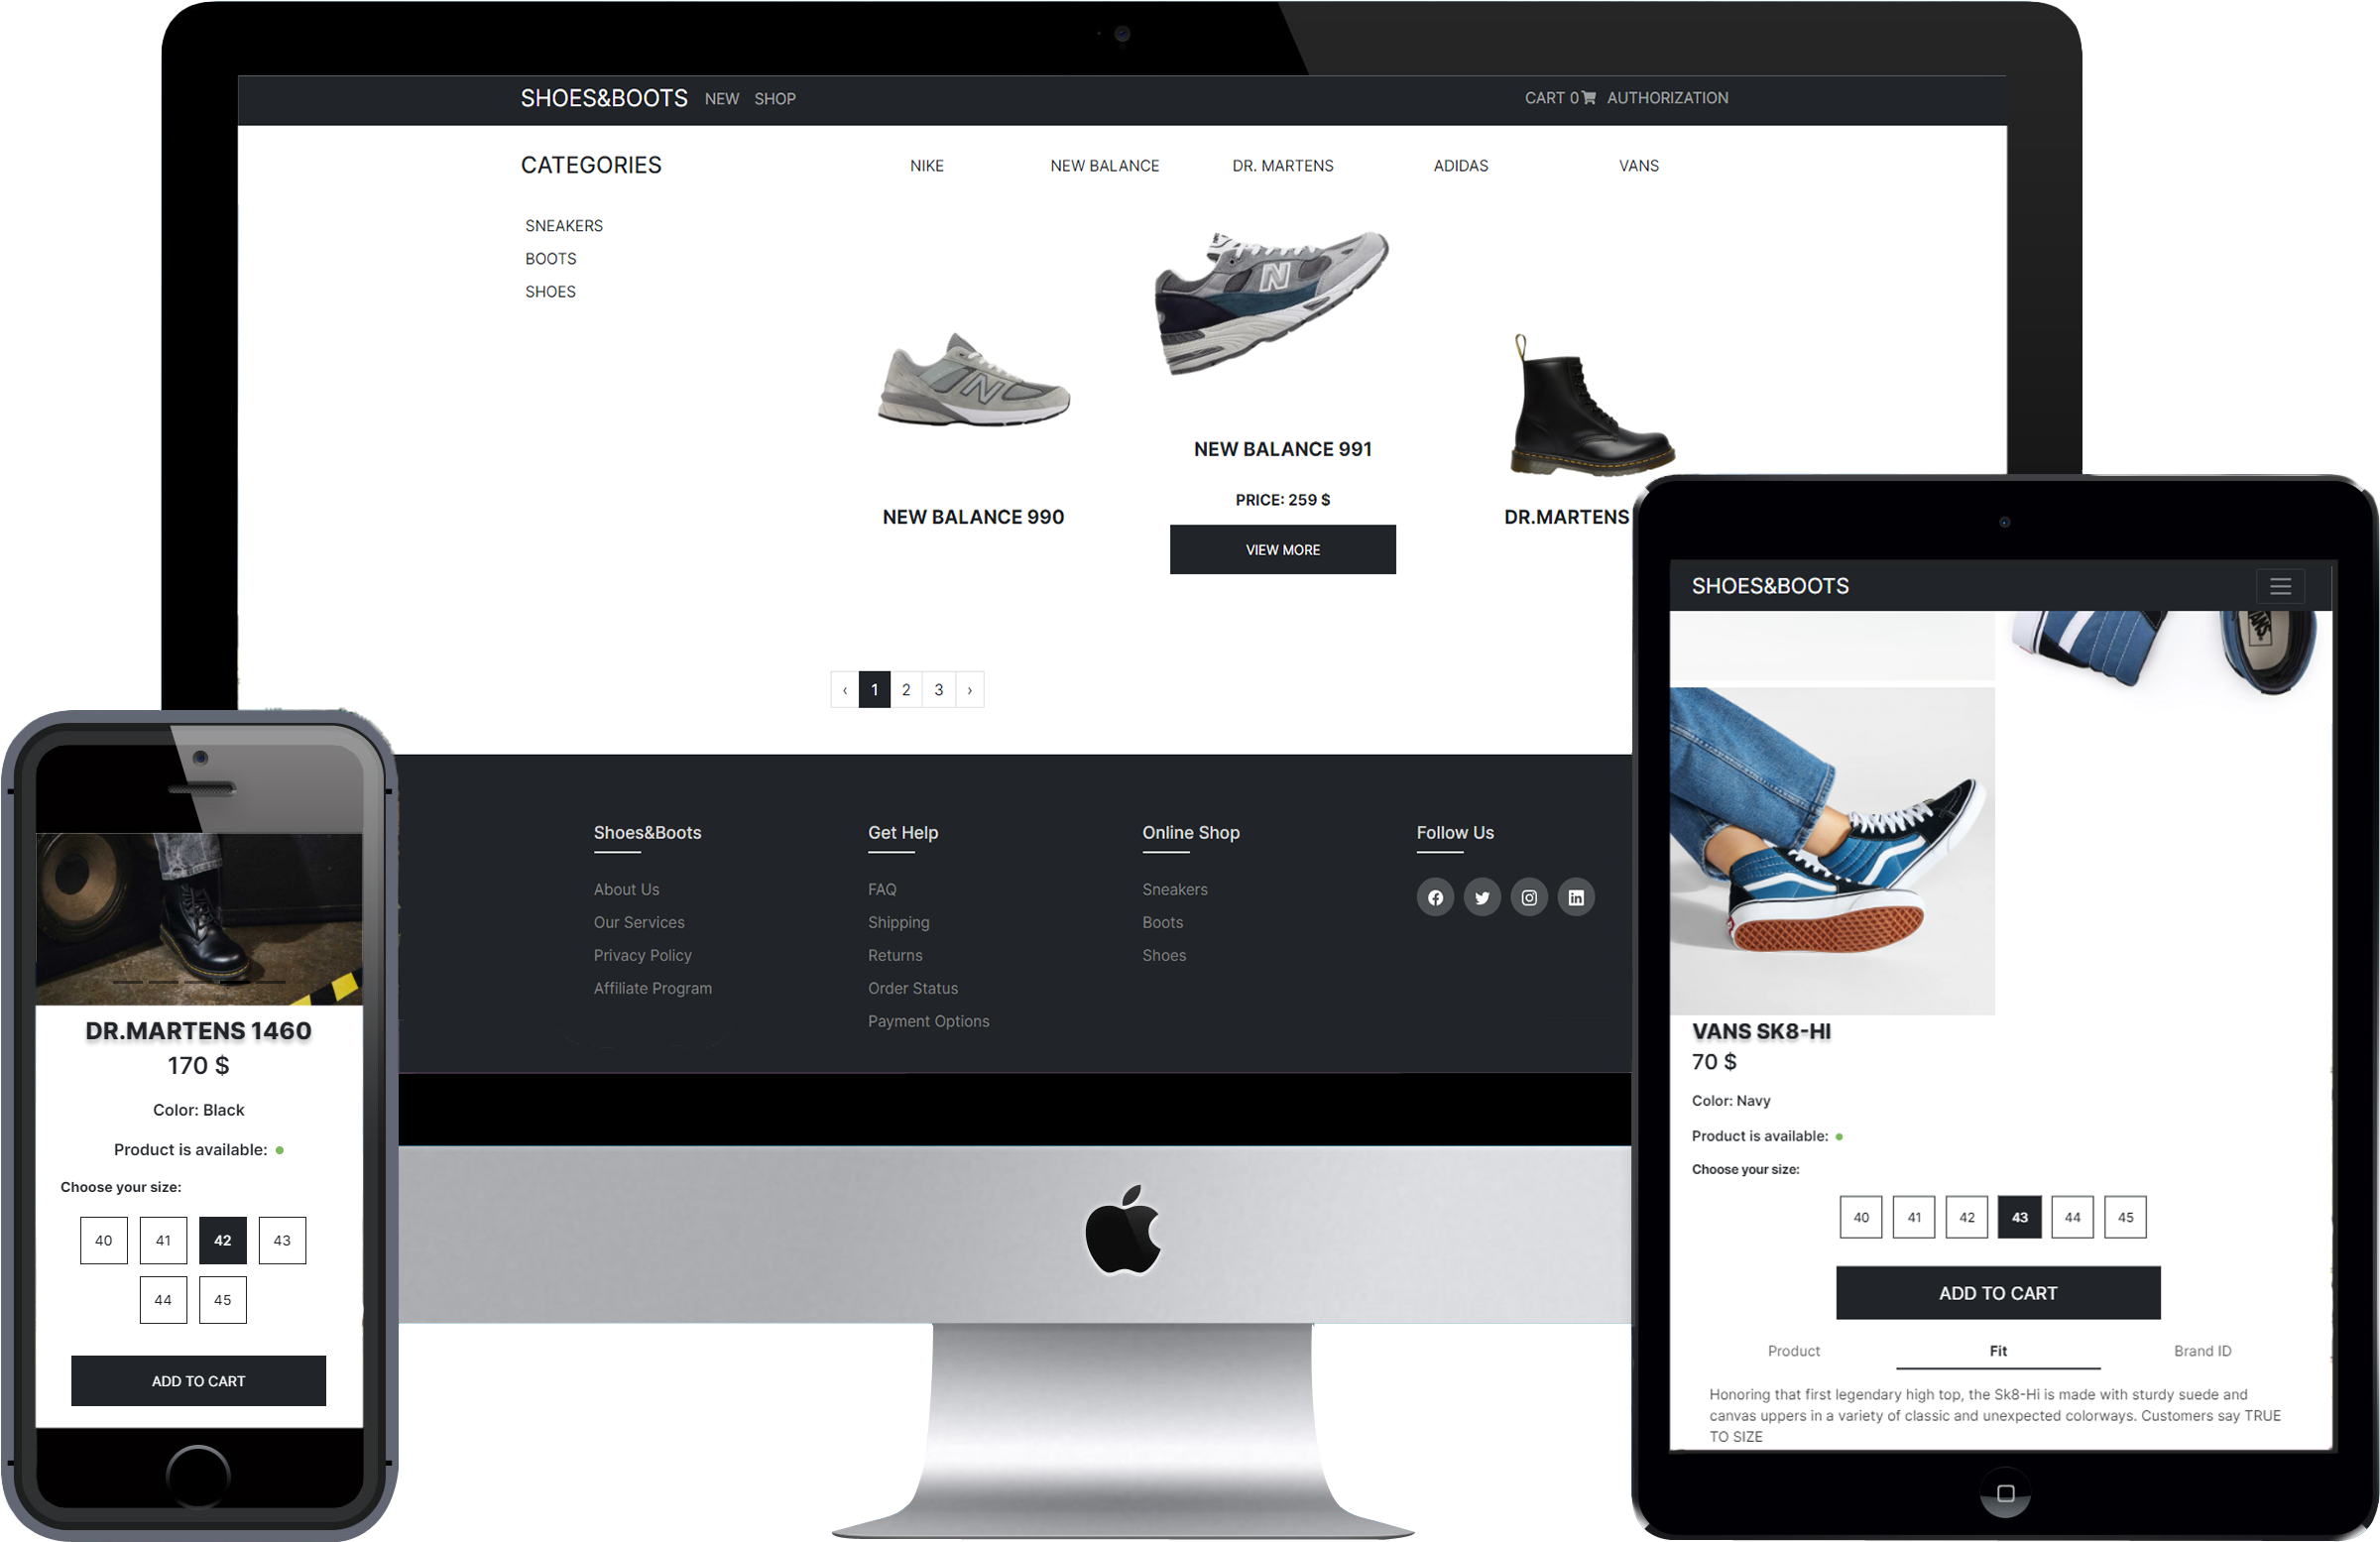 SHOES&BOOTS NEW SHOP CART 0 AUTHORIZATION
CATEGORIES
NIKE NEW BALANCE DR. MARTENS ADIDAS VANS
SNEAKERS
BOOTS
SHOES
N
N
NEW BALANCE 991
PRICE: 259 $
VIEW MORE
NEW BALANCE 990
DR.MARTENS
‹ 1 2 3 ›
Shoes&Boots
About Us
Our Services
Privacy Policy
Affiliate Program
Get Help
FAQ
Shipping
Returns
Order Status
Payment Options
Online Shop
Sneakers
Boots
Shoes
Follow Us
DR.MARTENS 1460
170 $
Color: Black
Product is available:
Choose your size:
40 41 42 43
44 45
ADD TO CART
SHOES&BOOTS
VANS
VANS SK8-HI
70 $
Color: Navy
Product is available:
Choose your size:
40 41 42 43 44 45
ADD TO CART
Product Fit Brand ID
Honoring that first legendary high top, the Sk8-Hi is made with sturdy suede and
canvas uppers in a variety of classic and unexpected colorways. Customers say TRUE
TO SIZE